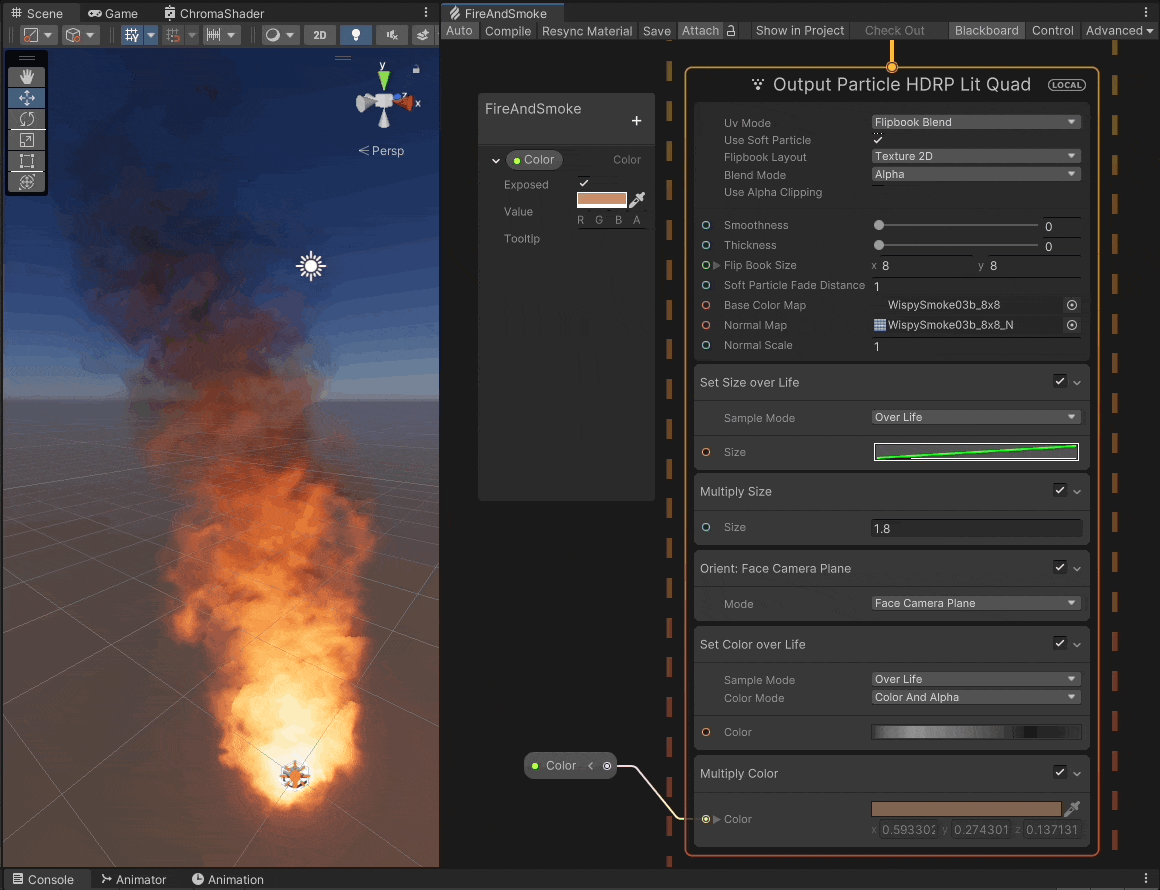 Scene
Game
ChromaShader
FireAndSmoke
Auto
Compile
Resync Material
Save
Attach
Show in Project
Check Out
Blackboard
Control
Advanced
2D
y
z
x
Persp
FireAndSmoke
+
Color
Color
Exposed
Value
R G B A
Tooltip
Output Particle HDRP Lit Quad
LOCAL
Uv Mode
Flipbook Blend
Use Soft Particle
Flipbook Layout
Texture 2D
Blend Mode
Alpha
Use Alpha Clipping
Smoothness
0
Thickness
0
Flip Book Size
x 8
y 8
Soft Particle Fade Distance
1
Base Color Map
WispySmoke03b_8x8
Normal Map
WispySmoke03b_8x8_N
Normal Scale
1
Set Size over Life
Sample Mode
Over Life
Size
Multiply Size
Size
1.8
Orient: Face Camera Plane
Mode
Face Camera Plane
Set Color over Life
Sample Mode
Over Life
Color Mode
Color And Alpha
Color
Multiply Color
Color
x 0.593302 y 0.274301 z 0.137131
Color
Console
Animator
Animation